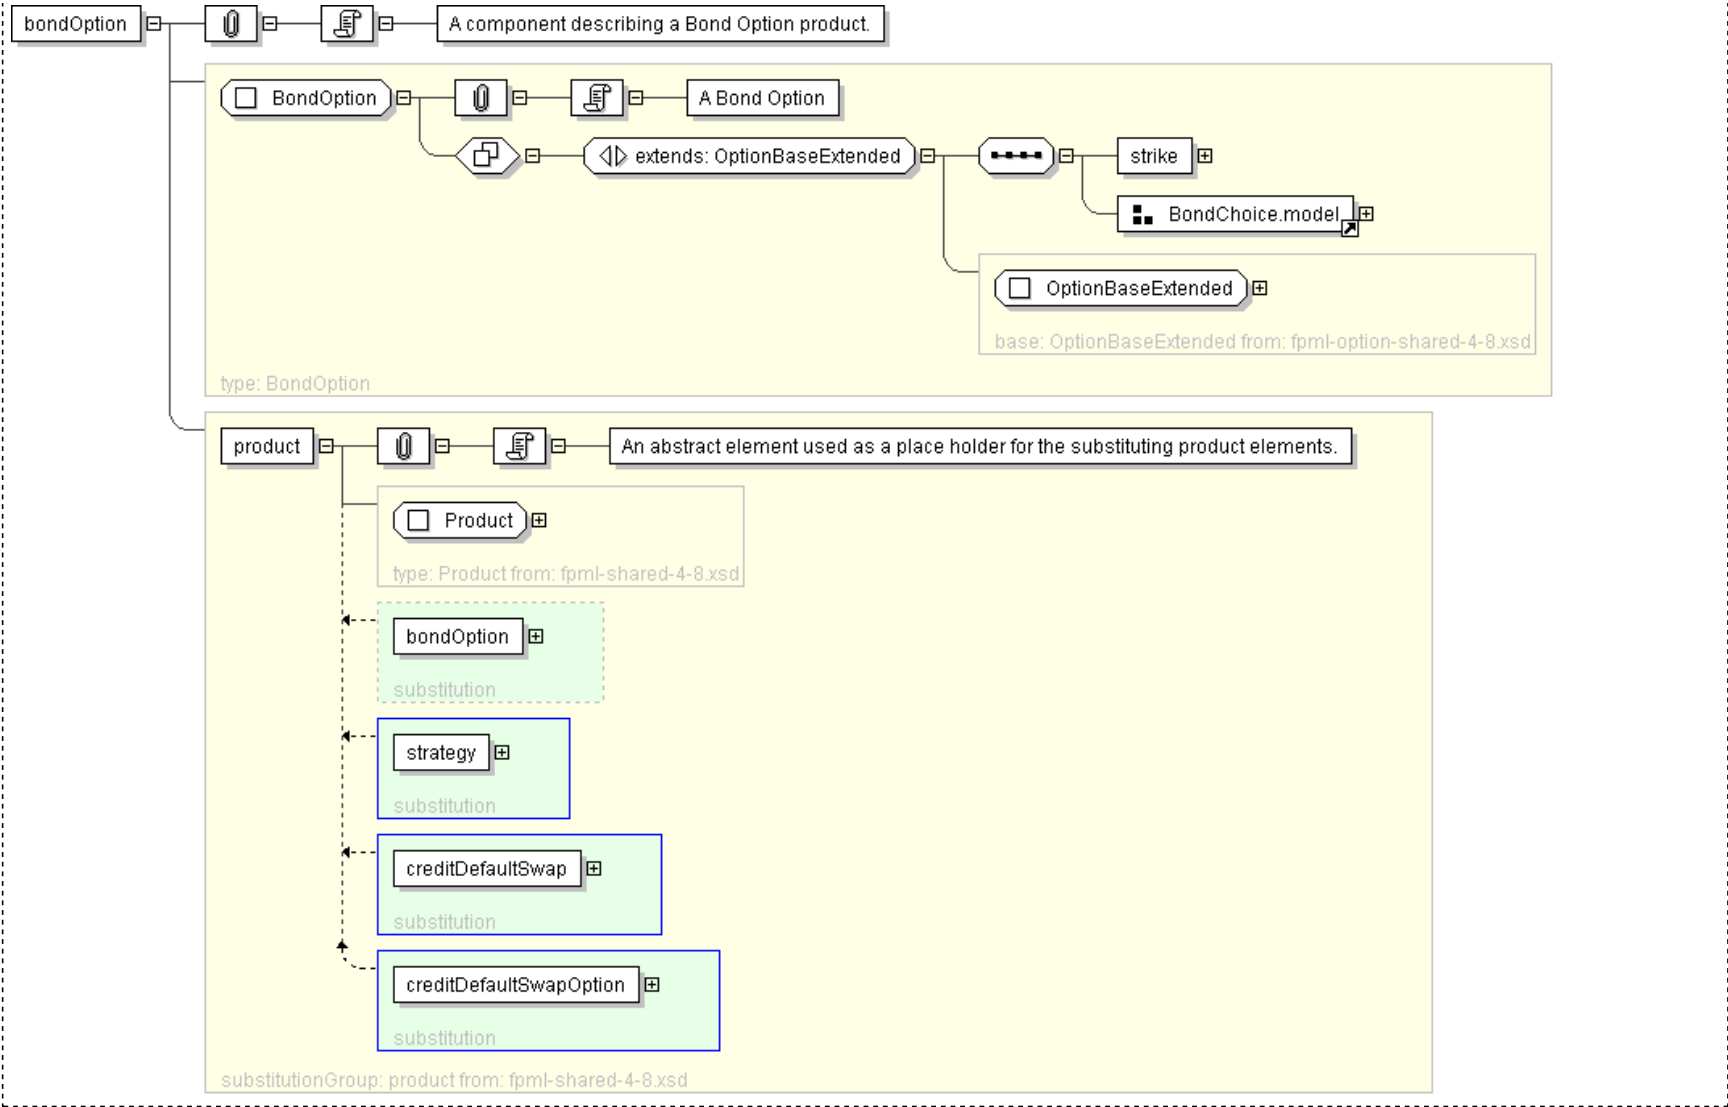 bondOption
A component describing a Bond Option product.
BondOption
A Bond Option
extends: OptionBaseExtended
strike
BondChoice.model
OptionBaseExtended
base: OptionBaseExtended from: fpml-option-shared-4-8.xsd
type: BondOption
product
An abstract element used as a place holder for the substituting product elements.
Product
type: Product from: fpml-shared-4-8.xsd
bondOption
substitution
strategy
substitution
creditDefaultSwap
substitution
creditDefaultSwapOption
substitution
substitutionGroup: product from: fpml-shared-4-8.xsd